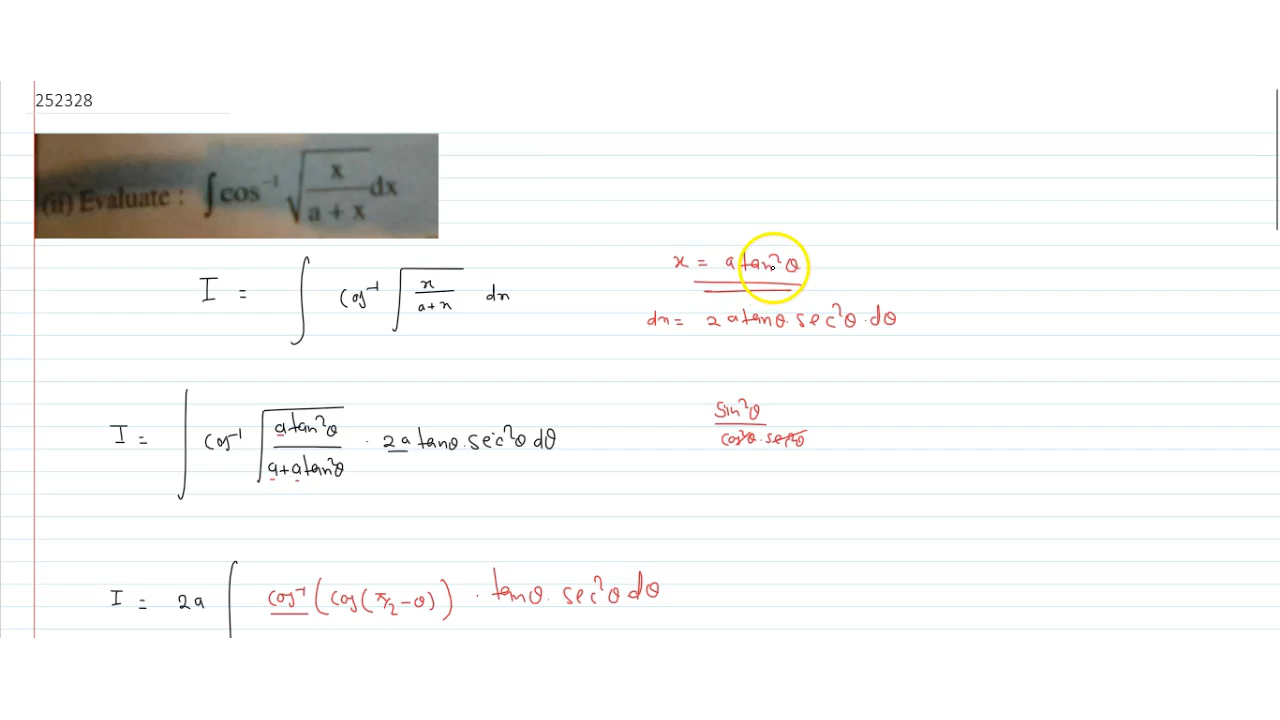 252328
(ii) Evaluate : ∫cos⁻¹ √(x/(a + x)) dx
I = ∫ cos⁻¹ √(x/(a+x)) dx
x = a tan²θ
dx = 2 a tanθ . sec²θ . dθ
I = ∫ cos⁻¹ √(a tan²θ/(a + a tan²θ)) . 2a tanθ . sec²θ dθ
sin²θ/(cos²θ . sec²θ)
I = 2a ∫ cos⁻¹(cos(π/2 − θ)) . tanθ . sec²θ dθ